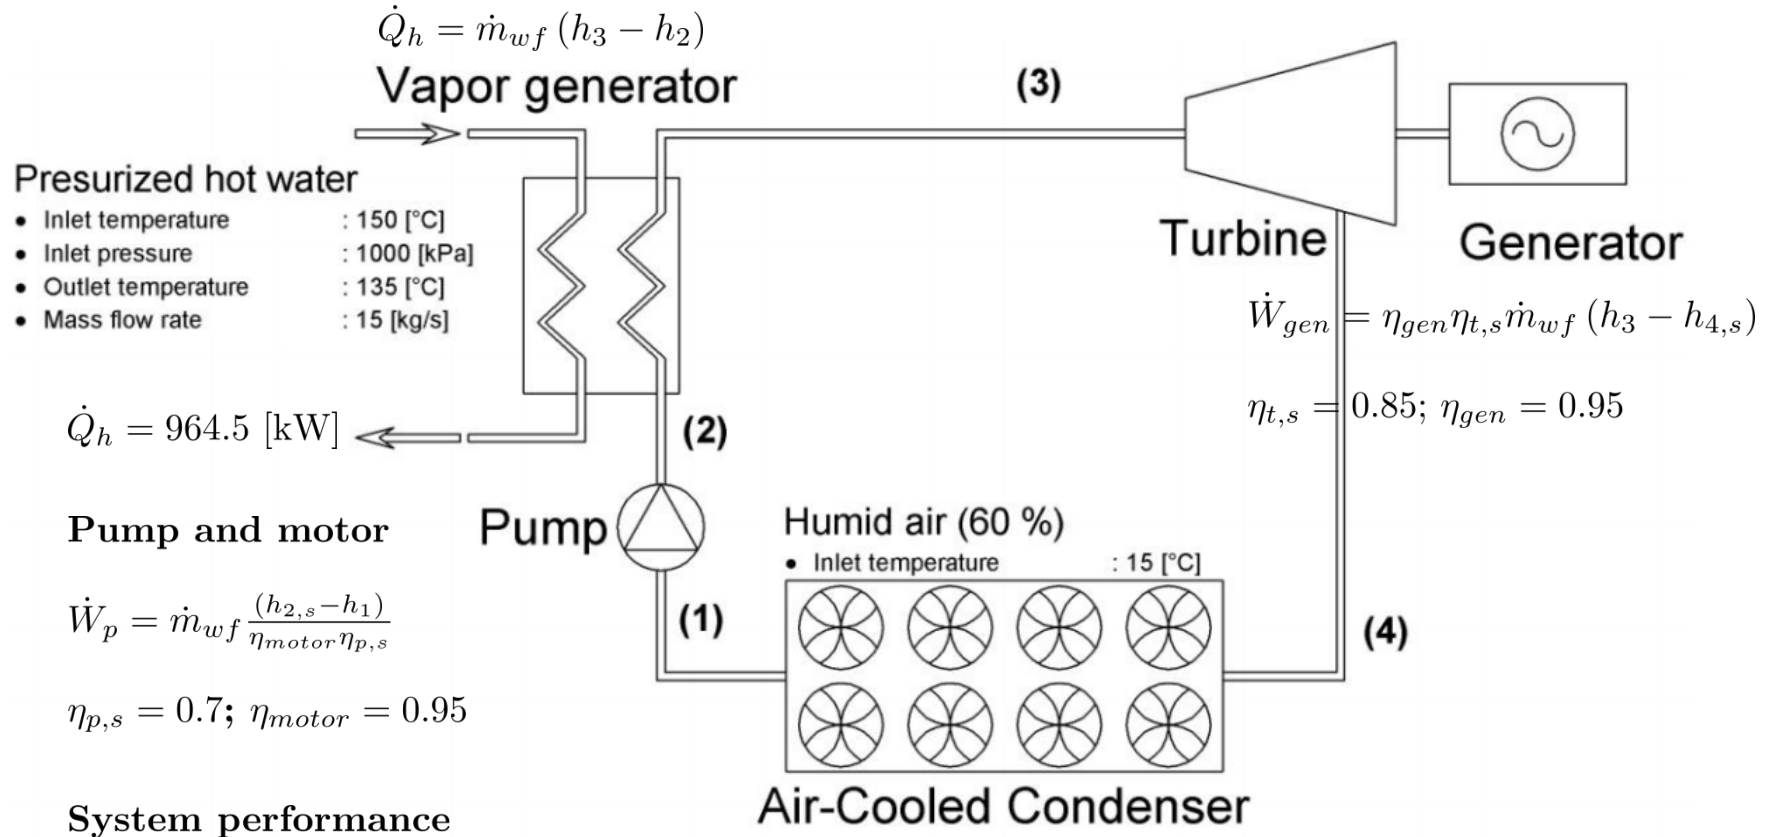 Q̇_h = ṁ_wf (h_3 − h_2)
Vapor generator
(3)
Presurized hot water
• Inlet temperature : 150 [°C]
• Inlet pressure : 1000 [kPa]
• Outlet temperature : 135 [°C]
• Mass flow rate : 15 [kg/s]
Turbine
Generator
Ẇ_gen = η_gen η_t,s ṁ_wf (h_3 − h_4,s)
η_t,s = 0.85; η_gen = 0.95
Q̇_h = 964.5 [kW]
(2)
Pump and motor
Pump
Humid air (60 %)
• Inlet temperature : 15 [°C]
Ẇ_p = ṁ_wf (h_2,s − h_1) / η_motor η_p,s
(1)
(4)
η_p,s = 0.7; η_motor = 0.95
Air-Cooled Condenser
System performance